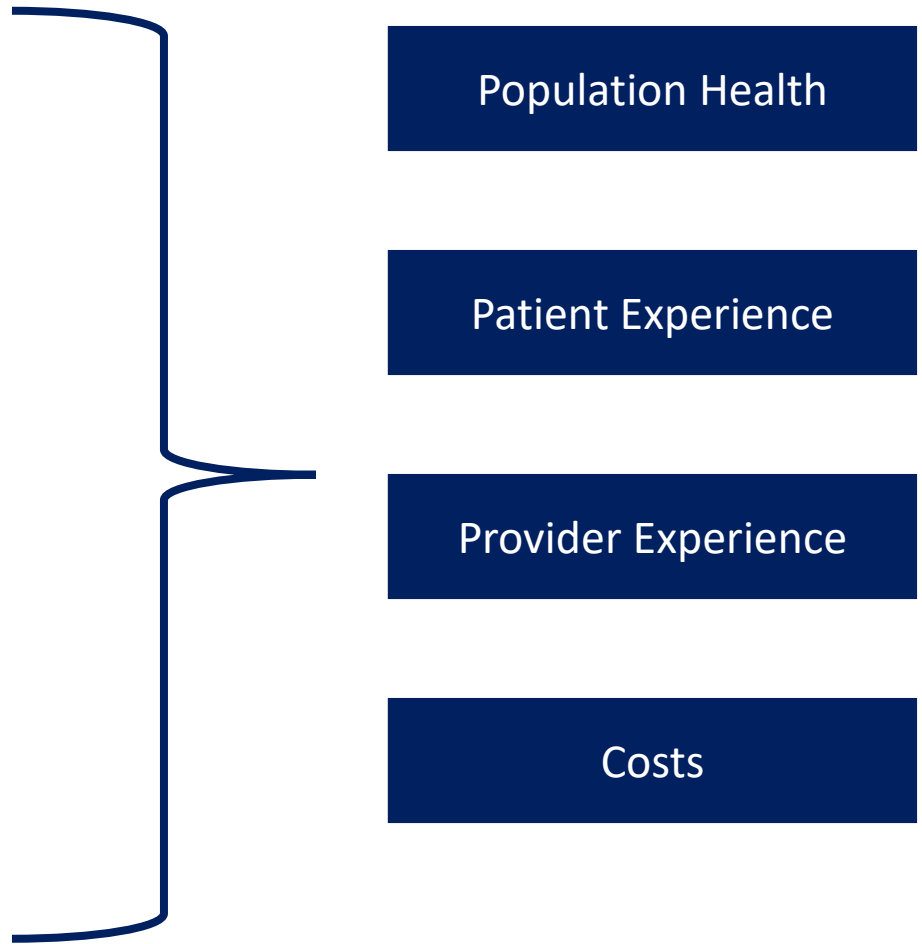 Population Health
Patient Experience
Provider Experience
Costs